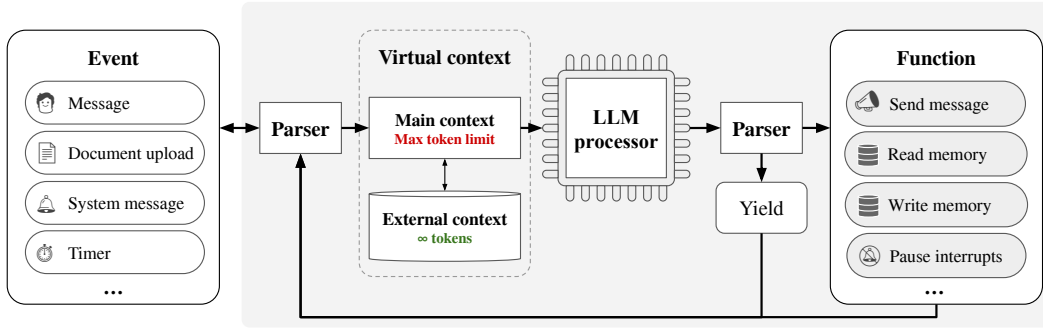 Event
Message
Document upload
System message
Timer
...
Parser
Virtual context
Main context
Max token limit
External context
∞ tokens
LLM
processor
Parser
Yield
Function
Send message
Read memory
Write memory
Pause interrupts
...